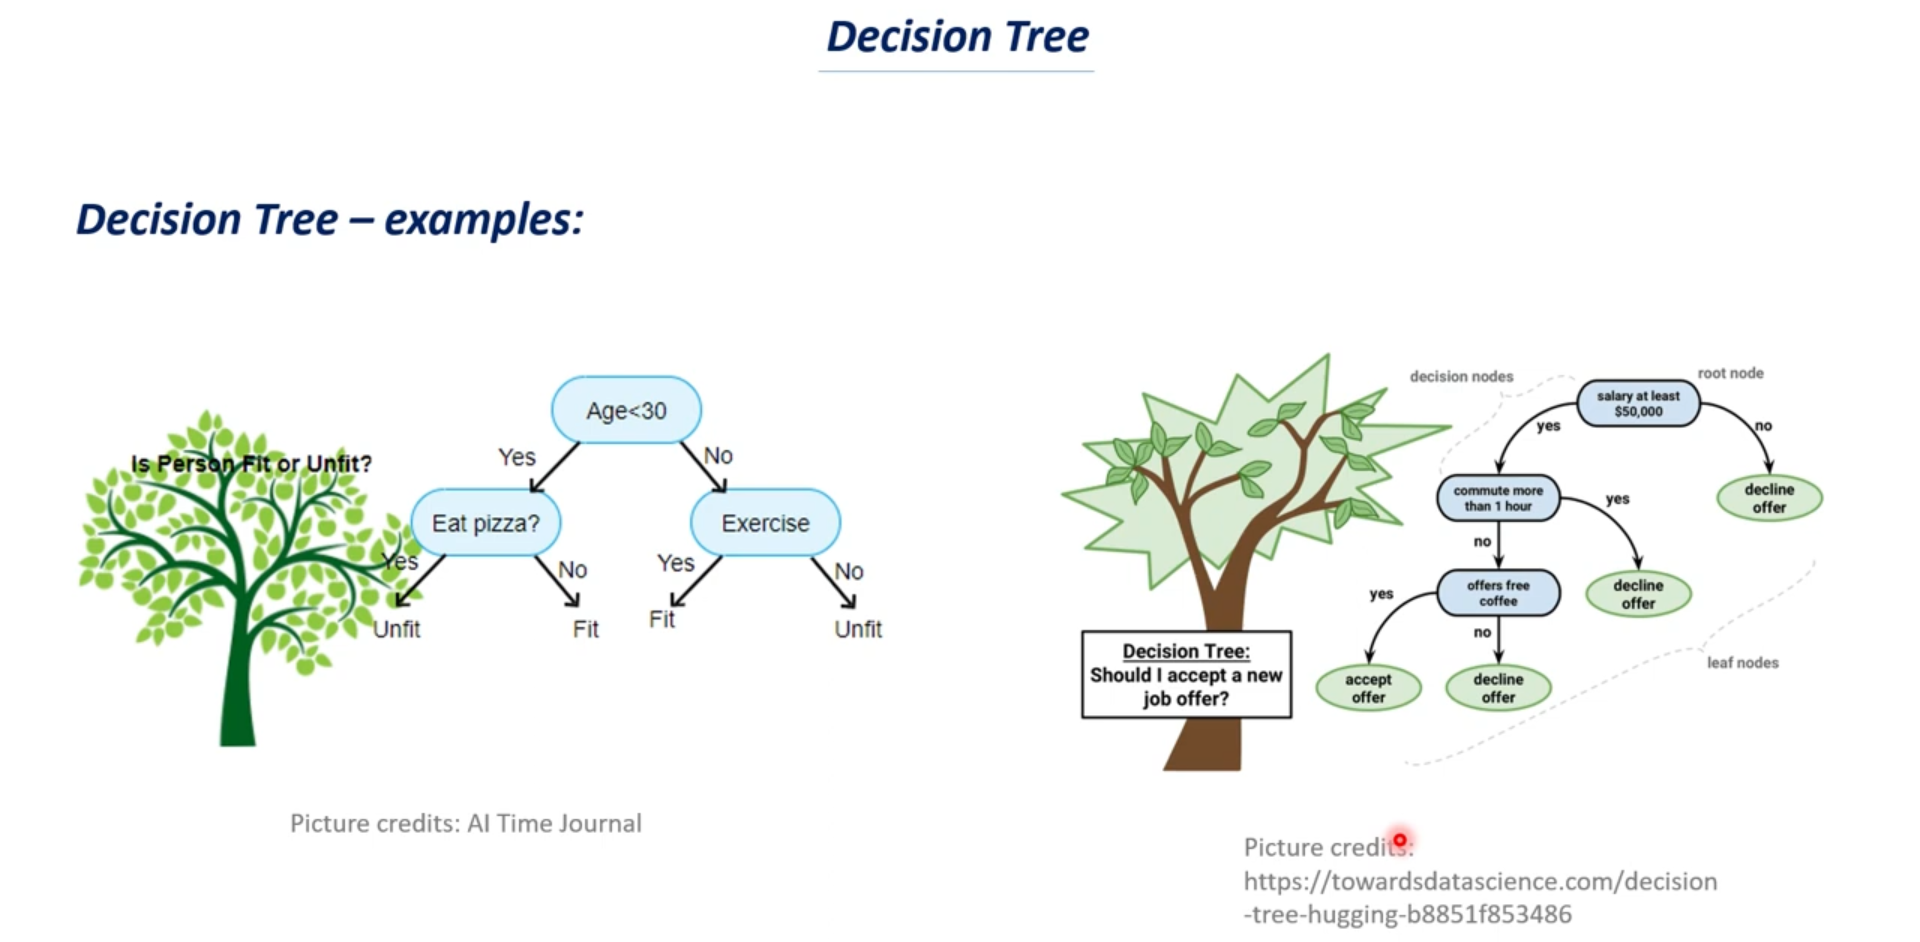 Decision Tree
Decision Tree – examples:
Is Person Fit or Unfit?
Age<30
Yes
No
Eat pizza?
Exercise
Yes
No
Yes
No
Unfit
Fit
Fit
Unfit
Picture credits: AI Time Journal
decision nodes
root node
salary at least
$50,000
yes
no
commute more
than 1 hour
yes
decline
offer
no
offers free
coffee
decline
offer
yes
no
leaf nodes
accept
offer
decline
offer
Decision Tree:
Should I accept a new
job offer?
Picture credits:
https://towardsdatascience.com/decision
-tree-hugging-b8851f853486